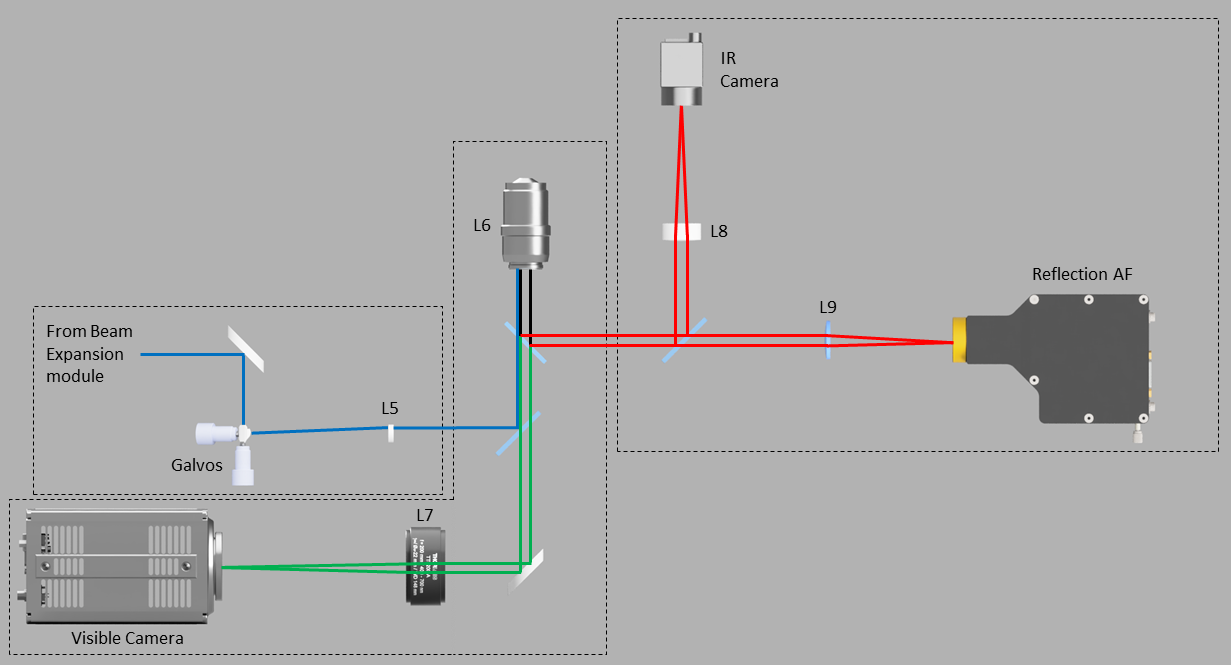 IR
Camera
L6
L8
Reflection AF
L9
From Beam
Expansion
module
L5
Galvos
L7
Visible Camera